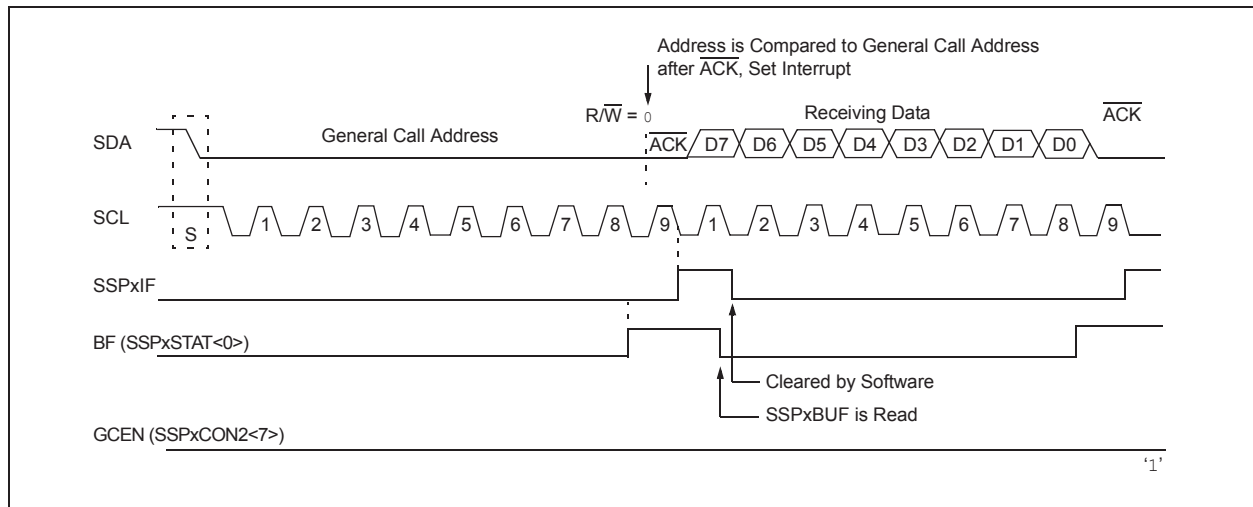 Address is Compared to General Call Address
after ACK, Set Interrupt
R/W = 0
General Call Address
Receiving Data
ACK
SDA
ACK D7 D6 D5 D4 D3 D2 D1 D0
SCL
S
1 2 3 4 5 6 7 8 9 1 2 3 4 5 6 7 8 9
SSPxIF
BF (SSPxSTAT<0>)
Cleared by Software
SSPxBUF is Read
GCEN (SSPxCON2<7>)
‘1’